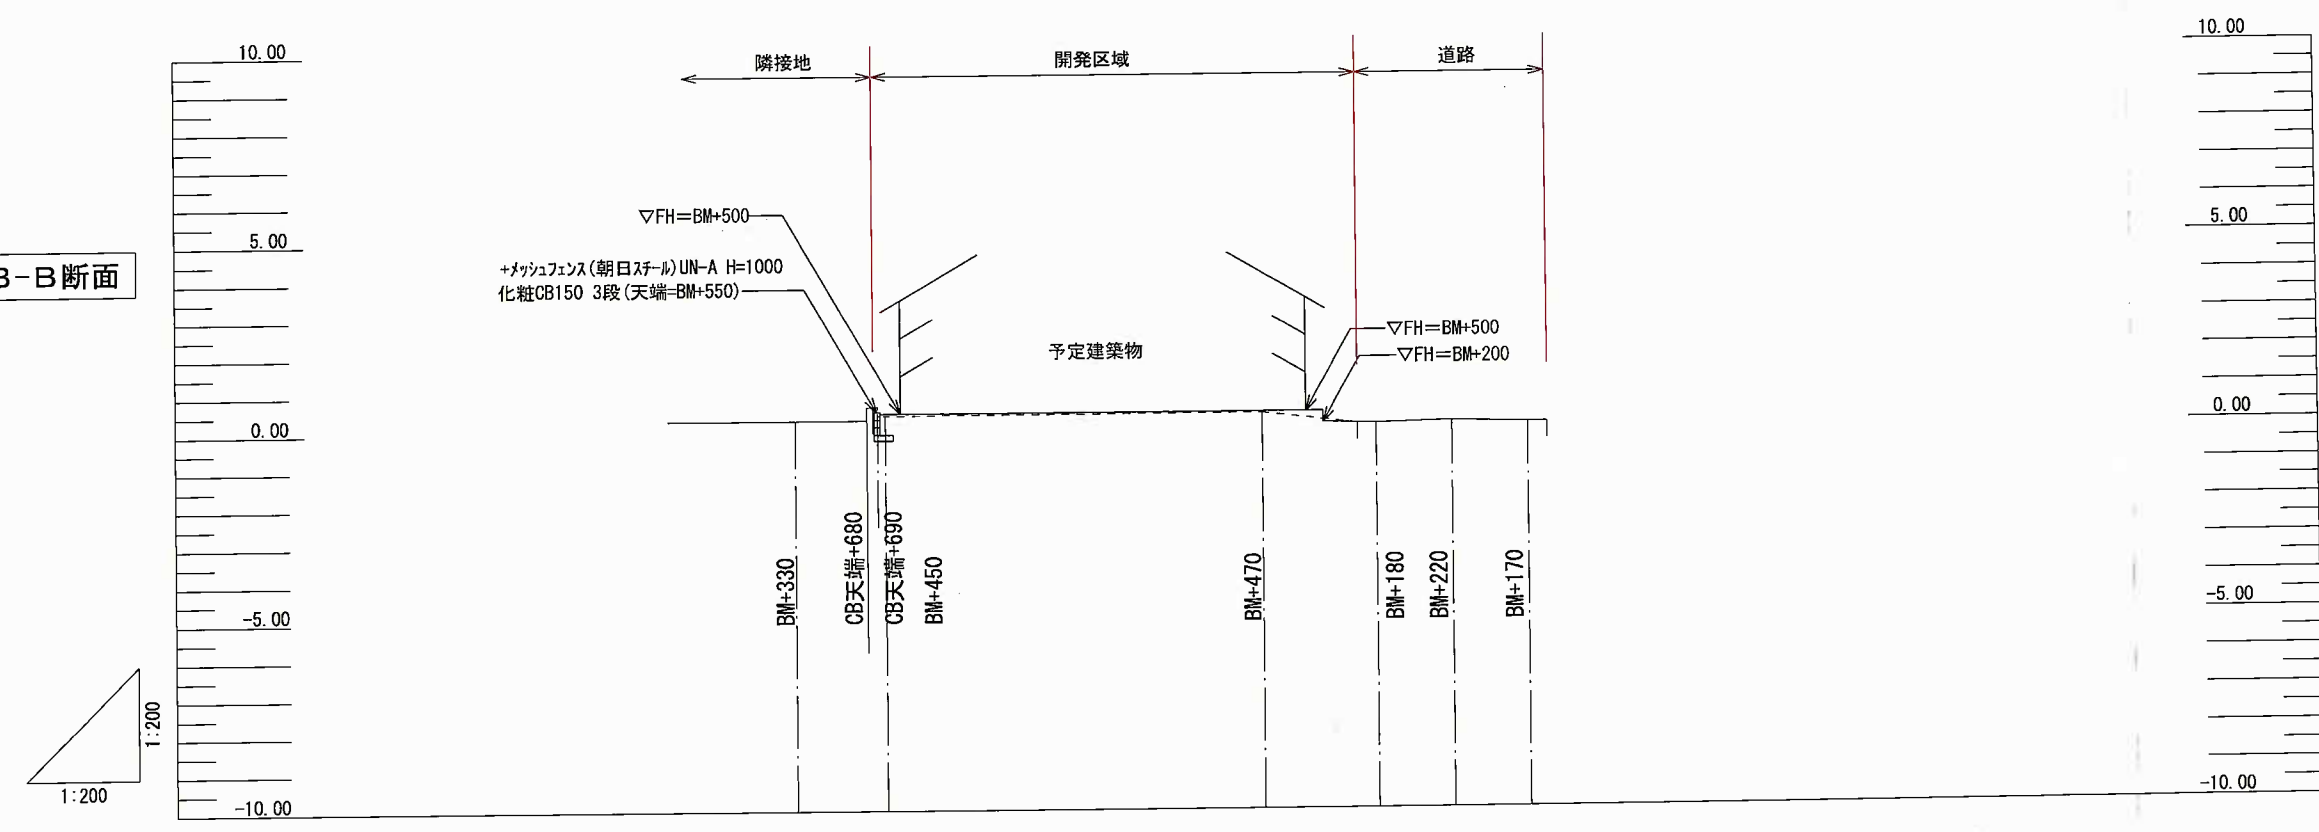 10.00
5.00
0.00
-5.00
-10.00
B-B断面
1:200
1:200
隣接地
開発区域
道路
▽FH=BM+500
+メッシュフェンス(朝日スチール)UN-A H=1000
化粧CB150 3段(天端=BM+550)
予定建築物
▽FH=BM+500
▽FH=BM+200
BM+330
CB天端+680
CB天端+690
BM+450
BM+470
BM+180
BM+220
BM+170
10.00
5.00
0.00
-5.00
-10.00